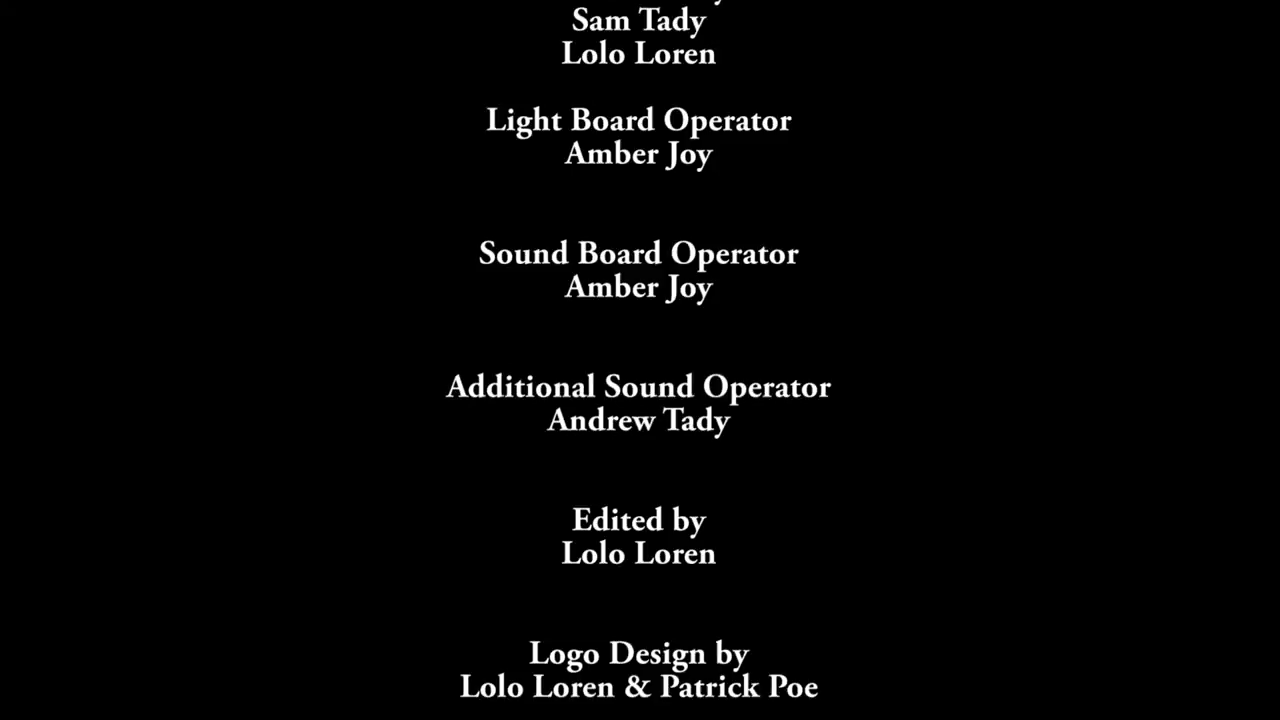 Sam Tady
Lolo Loren
Light Board Operator
Amber Joy
Sound Board Operator
Amber Joy
Additional Sound Operator
Andrew Tady
Edited by
Lolo Loren
Logo Design by
Lolo Loren & Patrick Poe